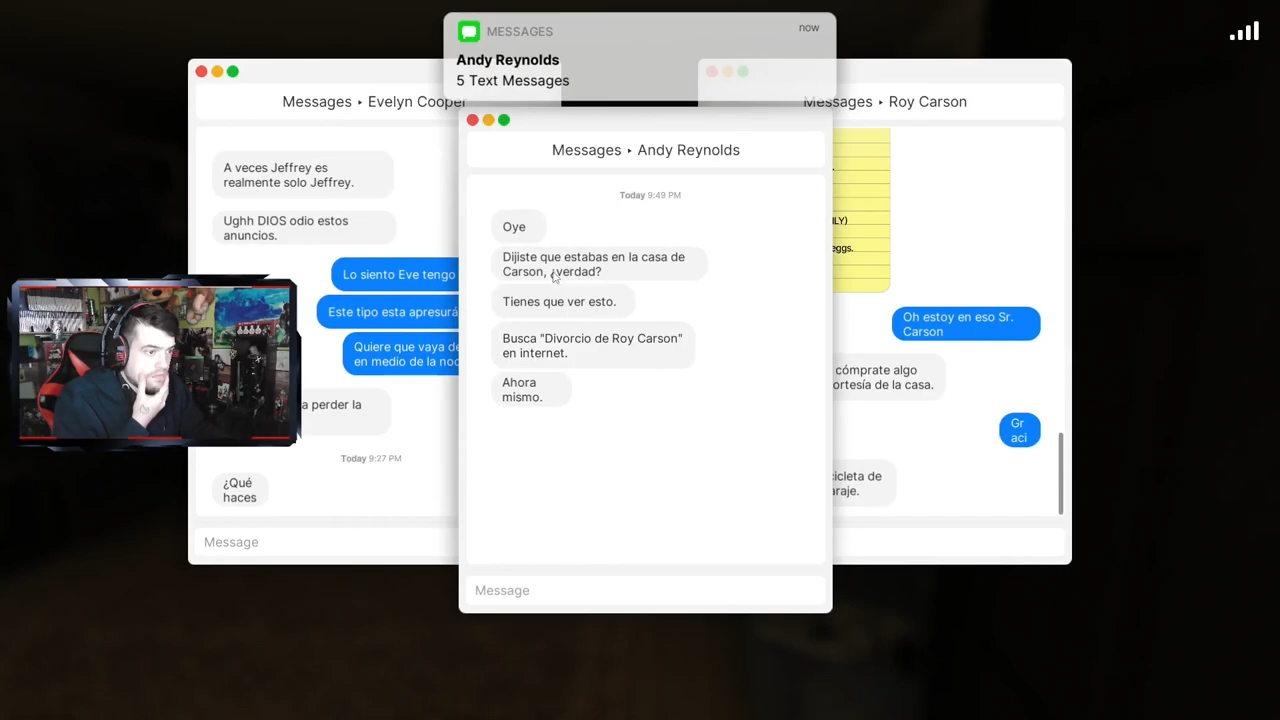 MESSAGES
now
Andy Reynolds
5 Text Messages
Messages ▸ Evelyn Cooper
A veces Jeffrey es
realmente solo Jeffrey.
Ughh DIOS odio estos
anuncios.
Lo siento Eve tengo
Este tipo esta apresurá
Quiere que vaya de
en medio de la noc
a perder la
Today 9:27 PM
¿Qué
haces
Message
Messages ▸ Andy Reynolds
Today 9:49 PM
Oye
Dijiste que estabas en la casa de
Carson, ¿verdad?
Tienes que ver esto.
Busca "Divorcio de Roy Carson"
en internet.
Ahora
mismo.
Message
Messages ▸ Roy Carson
ILY)
eggs.
Oh estoy en eso Sr.
Carson
cómprate algo
ortesía de la casa.
Gr
aci
icleta de
araje.